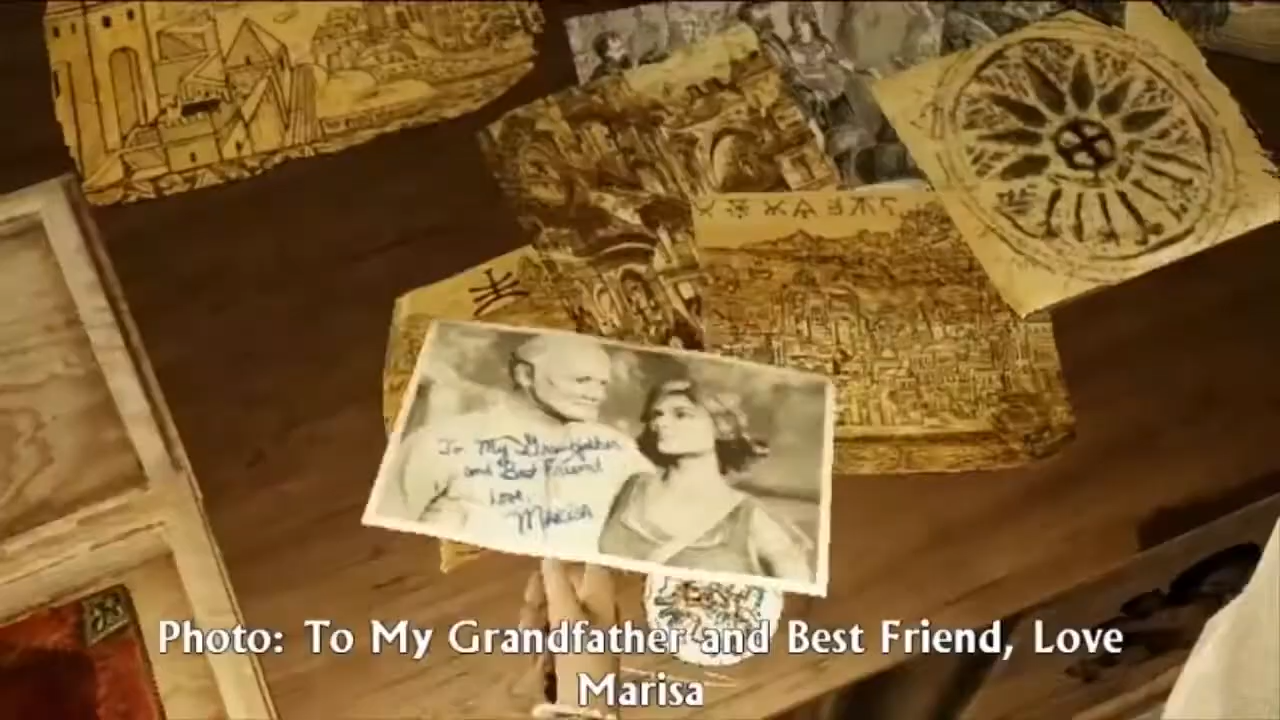 To My Grandfather
and Best Friend
Love,
MARISA
Photo: To My Grandfather and Best Friend, Love
Marisa